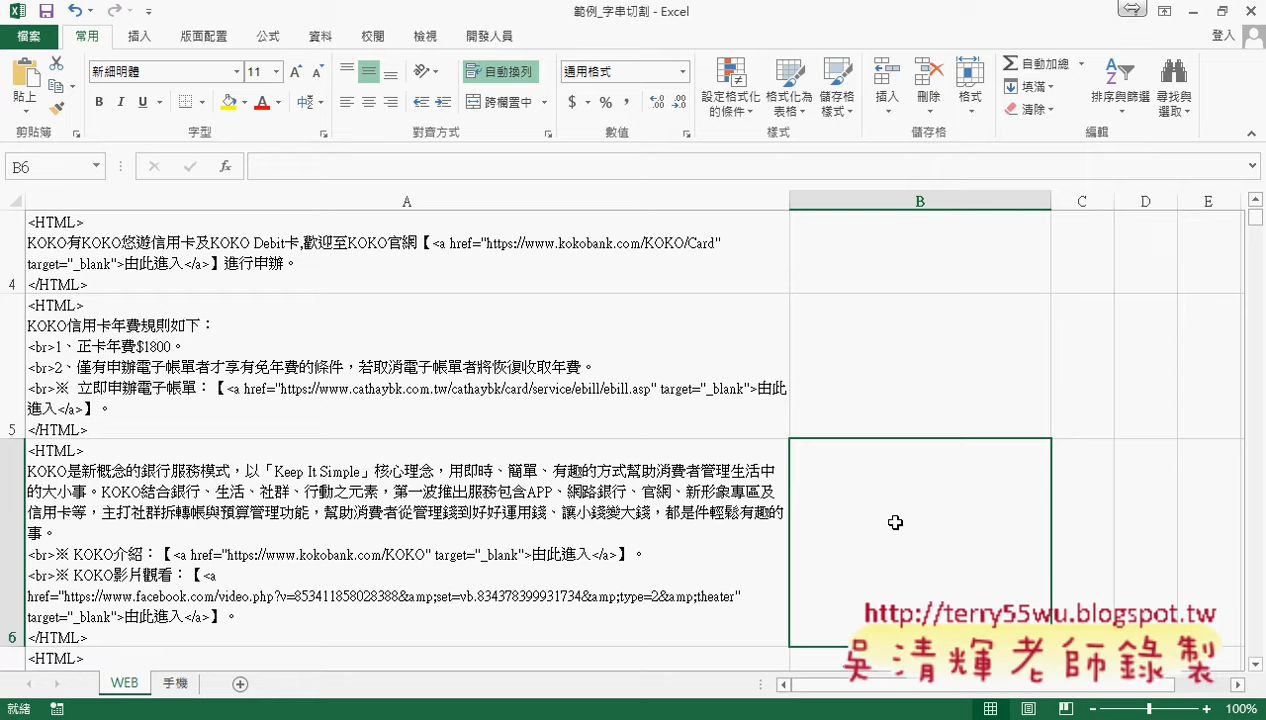 範例_字串切割 - Excel
檔案 常用 插入 版面配置 公式 資料 校閱 檢視 開發人員 登入
貼上 新細明體 11 自動換列 通用格式 設定格式化的條件 格式化為表格 儲存格樣式 插入 刪除 格式 自動加總 填滿 清除 排序與篩選 尋找與選取
B I U 中 跨欄置中 $ % ,
剪貼簿 字型 對齊方式 數值 樣式 儲存格 編輯
B6 fx
A B C D E
<HTML>
KOKO有KOKO您遊信用卡及KOKO Debit卡,歡迎至KOKO官網【<a href="https://www.kokobank.com/KOKO/Card"
target="_blank">由此進入</a>】進行申辦。
4 </HTML>
<HTML>
KOKO信用卡年費規則如下：
<br>1、正卡年費$1800。
<br>2、僅有申辦電子帳單者才享有免年費的條件，若取消電子帳單者將恢復收取年費。
<br>※ 立即申辦電子帳單：【<a href="https://www.cathaybk.com.tw/cathaybk/card/service/ebill/ebill.asp" target="_blank">由此
進入</a>】。
5 </HTML>
<HTML>
KOKO是新概念的銀行服務模式，以「Keep It Simple」核心理念，用即時、簡單、有趣的方式幫助消費者管理生活中
的大小事。KOKO結合銀行、生活、社群、行動之元素，第一波推出服務包含APP、網路銀行、官網、新形象專區及
信用卡等，主打社群拆轉帳與預算管理功能，幫助消費者從管理錢到好好運用錢、讓小錢變大錢，都是件輕鬆有趣的
事。
<br>※ KOKO介紹：【<a href="https://www.kokobank.com/KOKO" target="_blank">由此進入</a>】。
<br>※ KOKO影片觀看：【<a
href="https://www.facebook.com/video.php?v=853411858028388&amp;set=vb.834378399931734&amp;type=2&amp;theater"
target="_blank">由此進入</a>】。
6 </HTML>
<HTML>
http://terry55wu.blogspot.tw
吳清輝老師錄製
WEB 手機
就緒 100%